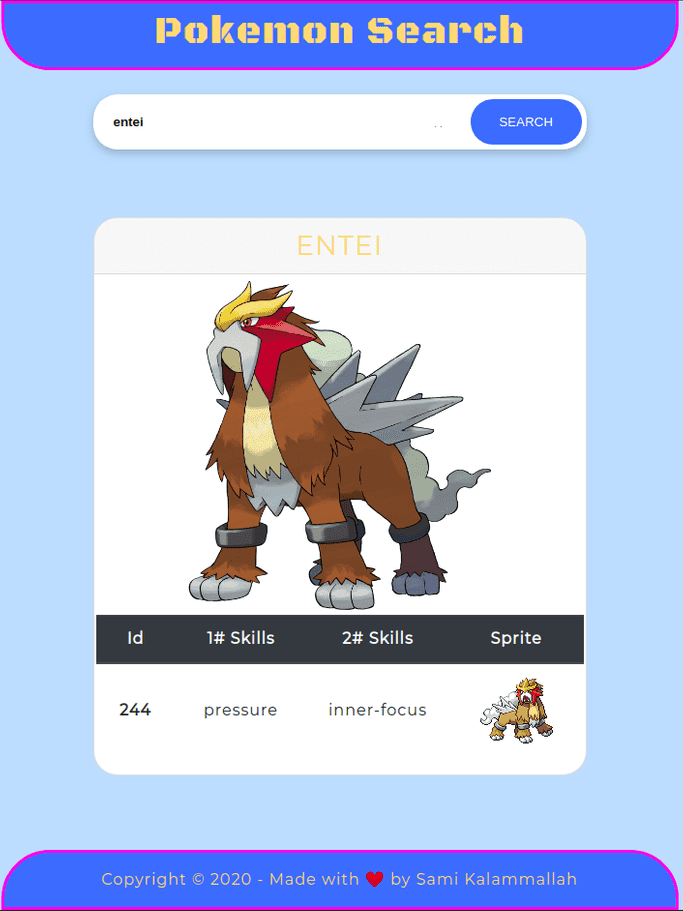 Pokemon Search
entei
SEARCH
ENTEI
Id 1# Skills 2# Skills Sprite
244 pressure inner-focus
Copyright © 2020 - Made with ❤️ by Sami Kalammallah